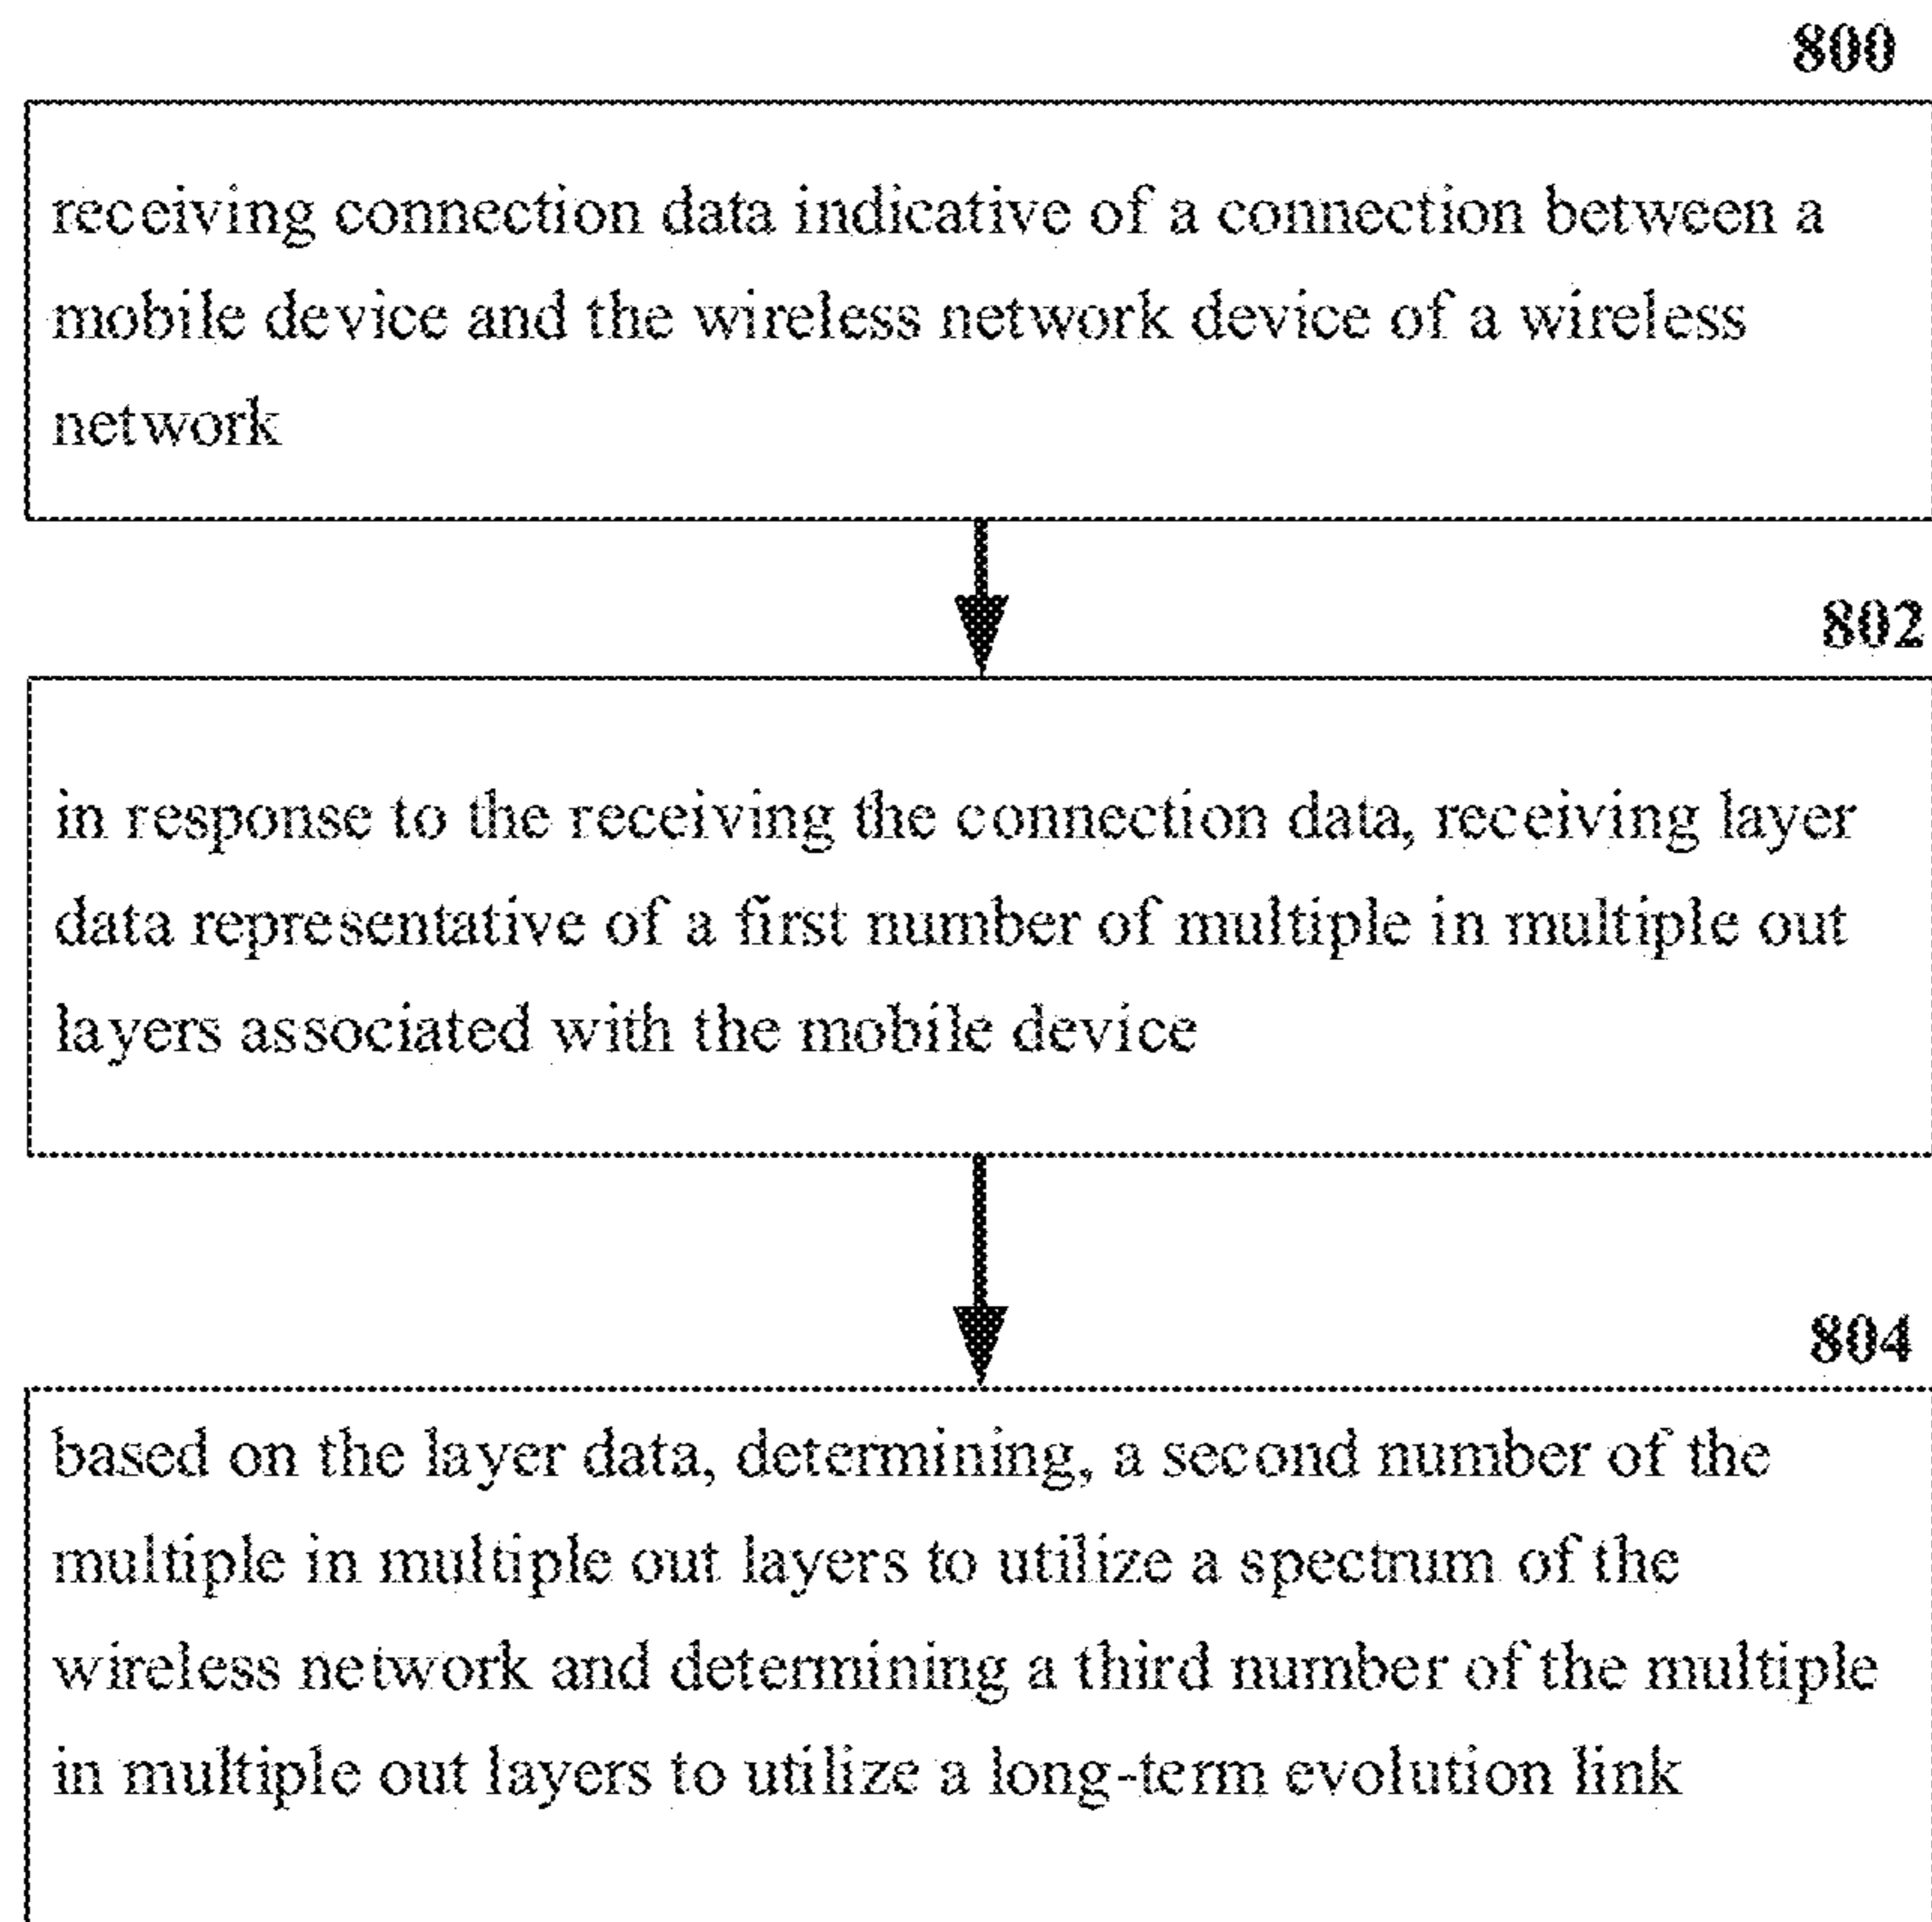 800
receiving connection data indicative of a connection between a
mobile device and the wireless network device of a wireless
network
802
in response to the receiving the connection data, receiving layer
data representative of a first number of multiple in multiple out
layers associated with the mobile device
804
based on the layer data, determining, a second number of the
multiple in multiple out layers to utilize a spectrum of the
wireless network and determining a third number of the multiple
in multiple out layers to utilize a long-term evolution link